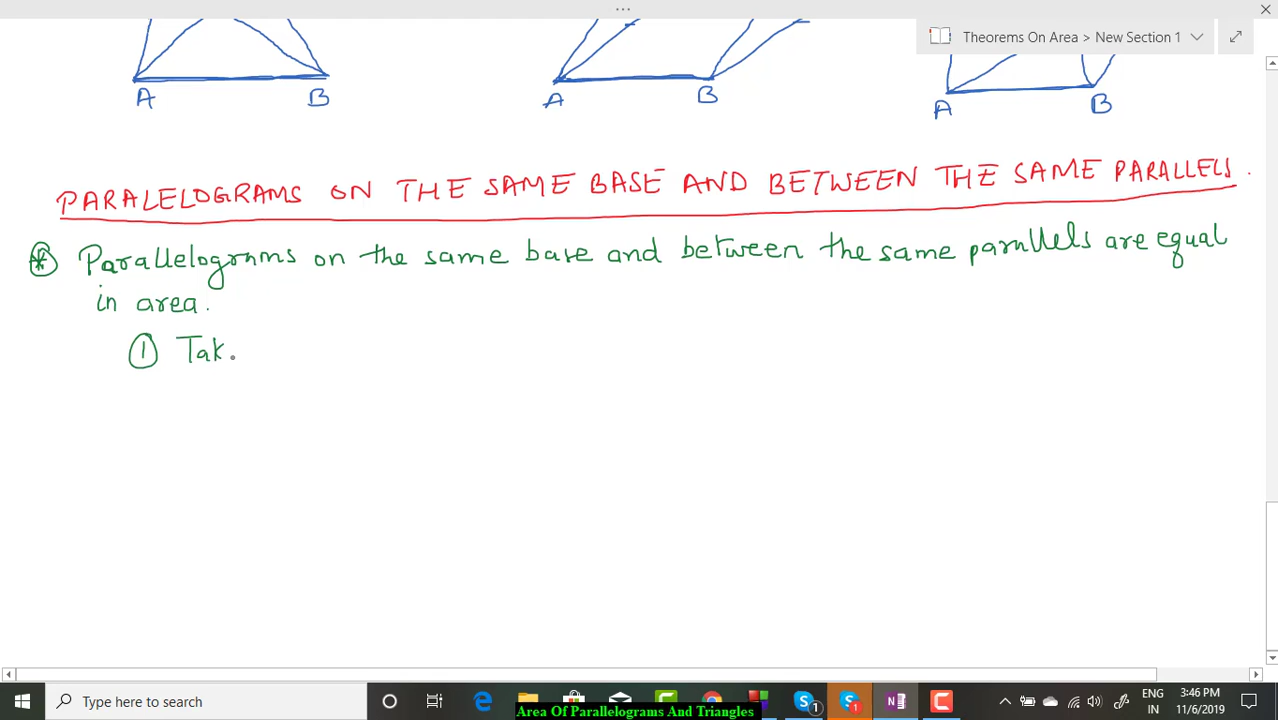 ...
Theorems On Area > New Section 1
A B A B A B
PARALELOGRAMS ON THE SAME BASE AND BETWEEN THE SAME PARALLELS.
* Parallelograms on the same base and between the same parallels are equal
in area.
① Tak
Type here to search
1 1
ENG 3:46 PM
IN 11/6/2019
Area Of Parallelograms And Triangles